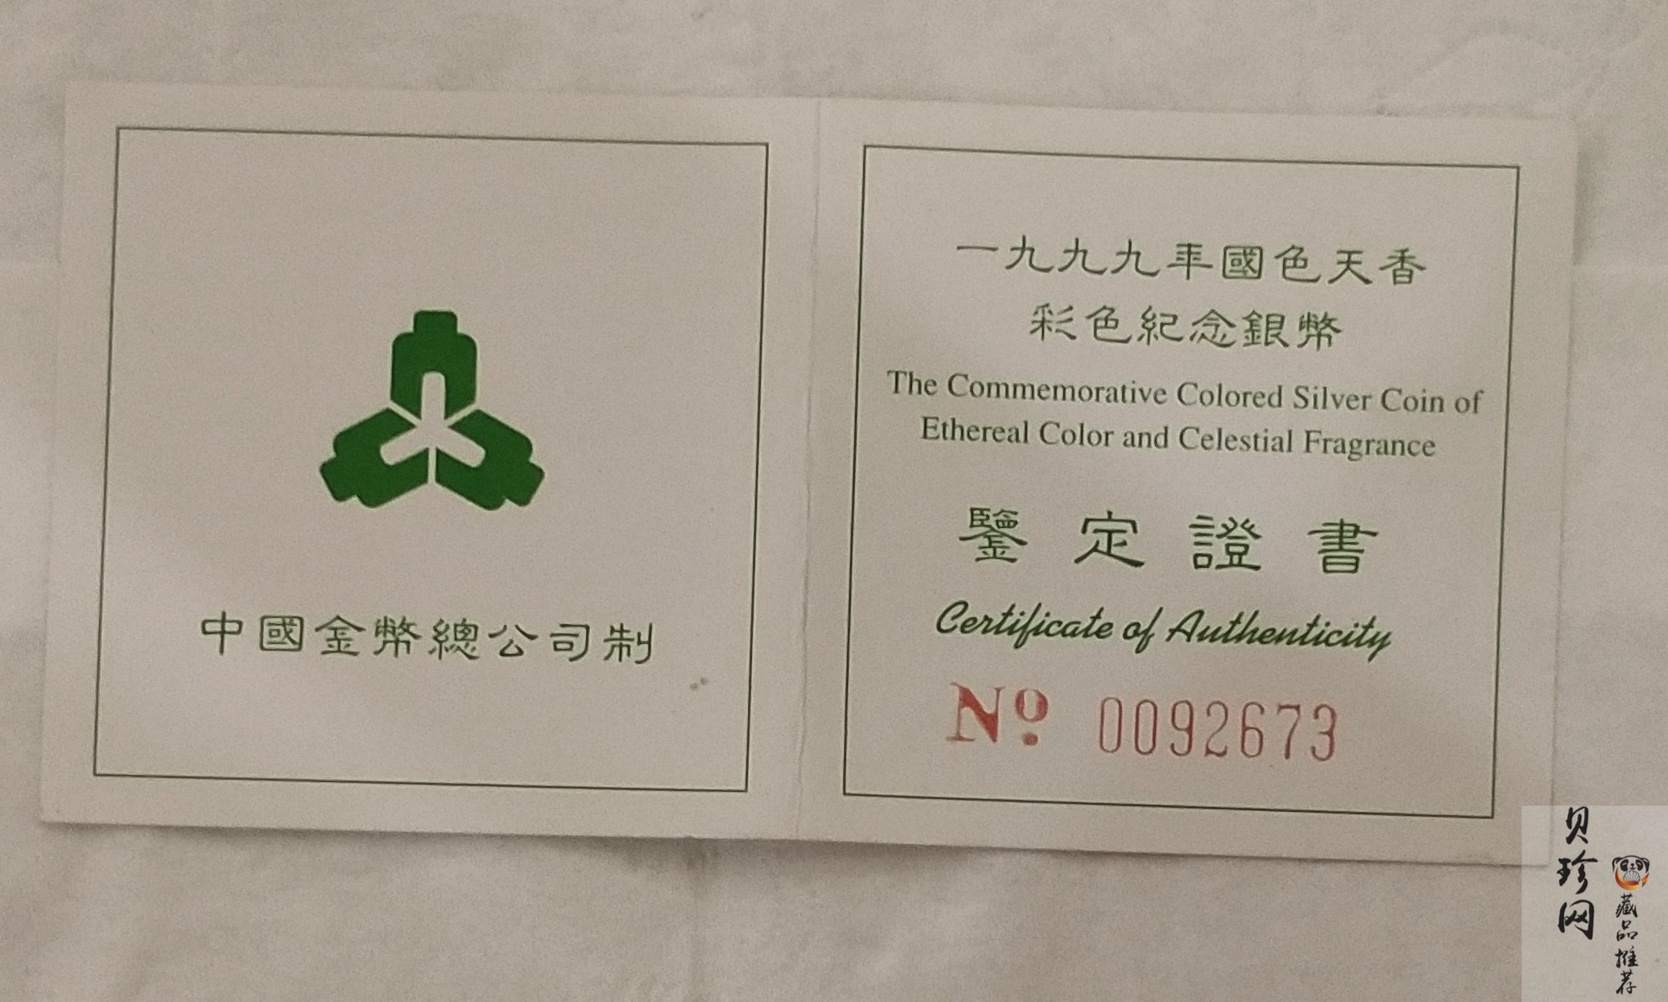 中國金幣總公司制
一九九九年國色天香
彩色紀念銀幣
The Commemorative Colored Silver Coin of
Ethereal Color and Celestial Fragrance
鑒定證書
Certificate of Authenticity
Nº 0092673
贝珍网
藏品推荐